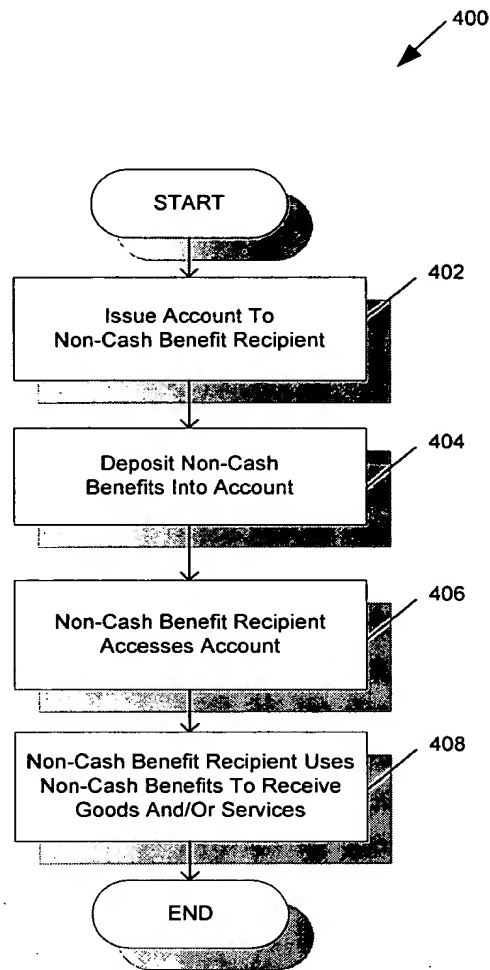 400
START
402
Issue Account To
Non-Cash Benefit Recipient
404
Deposit Non-Cash
Benefits Into Account
406
Non-Cash Benefit Recipient
Accesses Account
408
Non-Cash Benefit Recipient Uses
Non-Cash Benefits To Receive
Goods And/Or Services
END